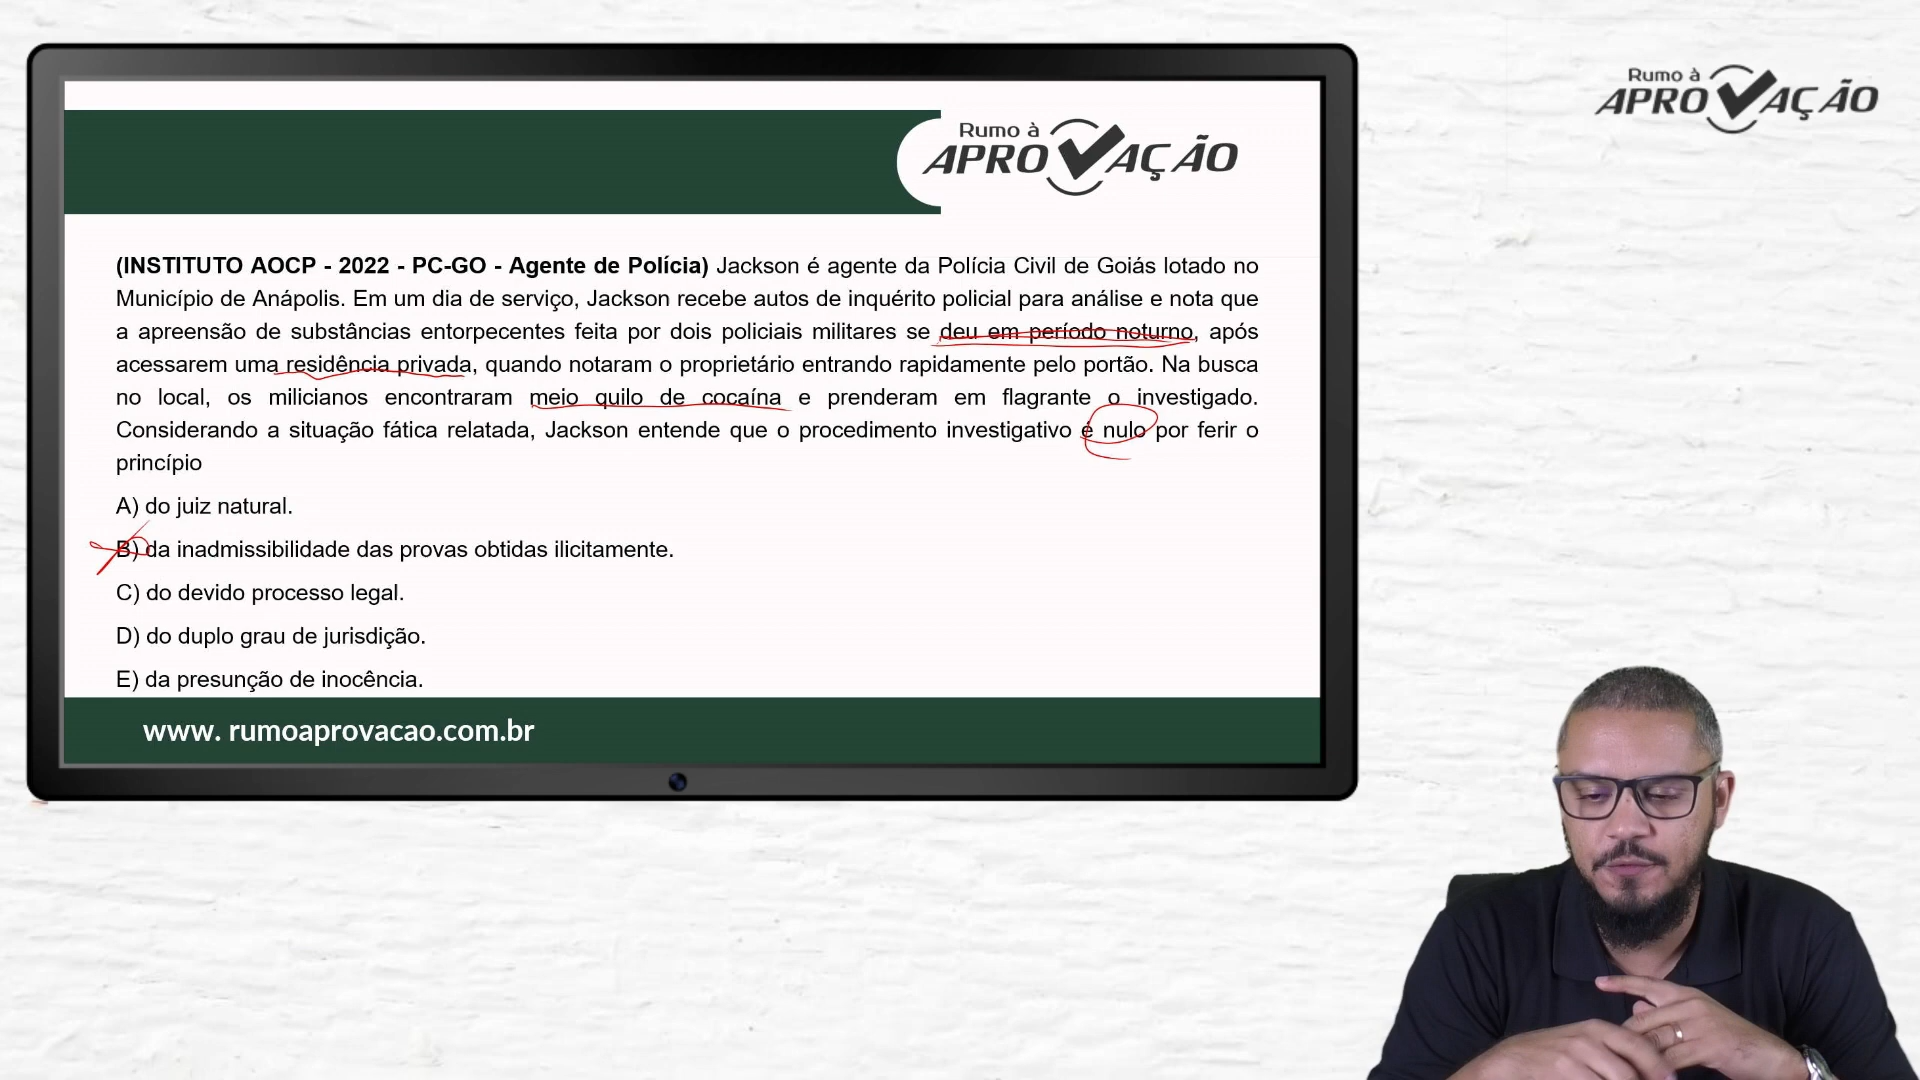 Rumo à
APROVAÇÃO
Rumo à
APROVAÇÃO
(INSTITUTO AOCP - 2022 - PC-GO - Agente de Polícia) Jackson é agente da Polícia Civil de Goiás lotado no
Município de Anápolis. Em um dia de serviço, Jackson recebe autos de inquérito policial para análise e nota que
a apreensão de substâncias entorpecentes feita por dois policiais militares se deu em período noturno, após
acessarem uma residência privada, quando notaram o proprietário entrando rapidamente pelo portão. Na busca
no local, os milicianos encontraram meio quilo de cocaína e prenderam em flagrante o investigado.
Considerando a situação fática relatada, Jackson entende que o procedimento investigativo é nulo por ferir o
princípio
A) do juiz natural.
B) da inadmissibilidade das provas obtidas ilicitamente.
C) do devido processo legal.
D) do duplo grau de jurisdição.
E) da presunção de inocência.
www. rumoaprovacao.com.br